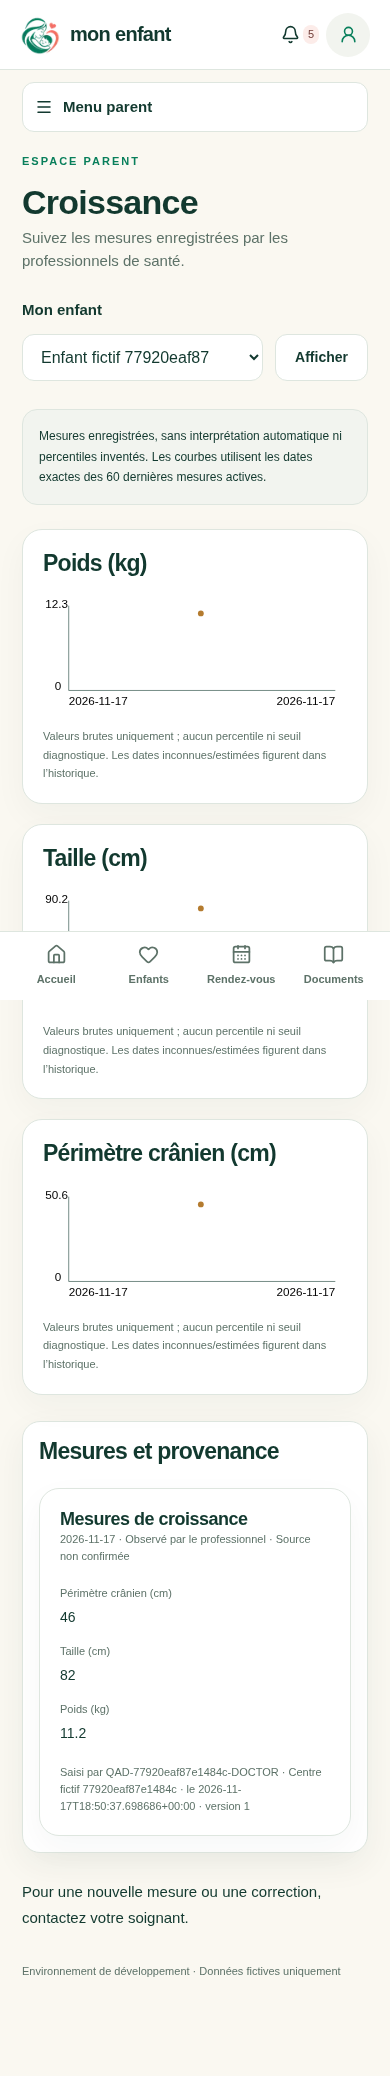 mon enfant
5
Menu parent
ESPACE PARENT
Croissance
Suivez les mesures enregistrées par les
professionnels de santé.
Mon enfant
Enfant fictif 77920eaf87
Afficher
Mesures enregistrées, sans interprétation automatique ni
percentiles inventés. Les courbes utilisent les dates
exactes des 60 dernières mesures actives.
Poids (kg)
12.3
0
2026-11-17 2026-11-17
Valeurs brutes uniquement ; aucun percentile ni seuil
diagnostique. Les dates inconnues/estimées figurent dans
l'historique.
Taille (cm)
90.2
Accueil Enfants Rendez-vous Documents
Valeurs brutes uniquement ; aucun percentile ni seuil
diagnostique. Les dates inconnues/estimées figurent dans
l'historique.
Périmètre crânien (cm)
50.6
0
2026-11-17 2026-11-17
Valeurs brutes uniquement ; aucun percentile ni seuil
diagnostique. Les dates inconnues/estimées figurent dans
l'historique.
Mesures et provenance
Mesures de croissance
2026-11-17 · Observé par le professionnel · Source
non confirmée
Périmètre crânien (cm)
46
Taille (cm)
82
Poids (kg)
11.2
Saisi par QAD-77920eaf87e1484c-DOCTOR · Centre
fictif 77920eaf87e1484c · le 2026-11-
17T18:50:37.698686+00:00 · version 1
Pour une nouvelle mesure ou une correction,
contactez votre soignant.
Environnement de développement · Données fictives uniquement